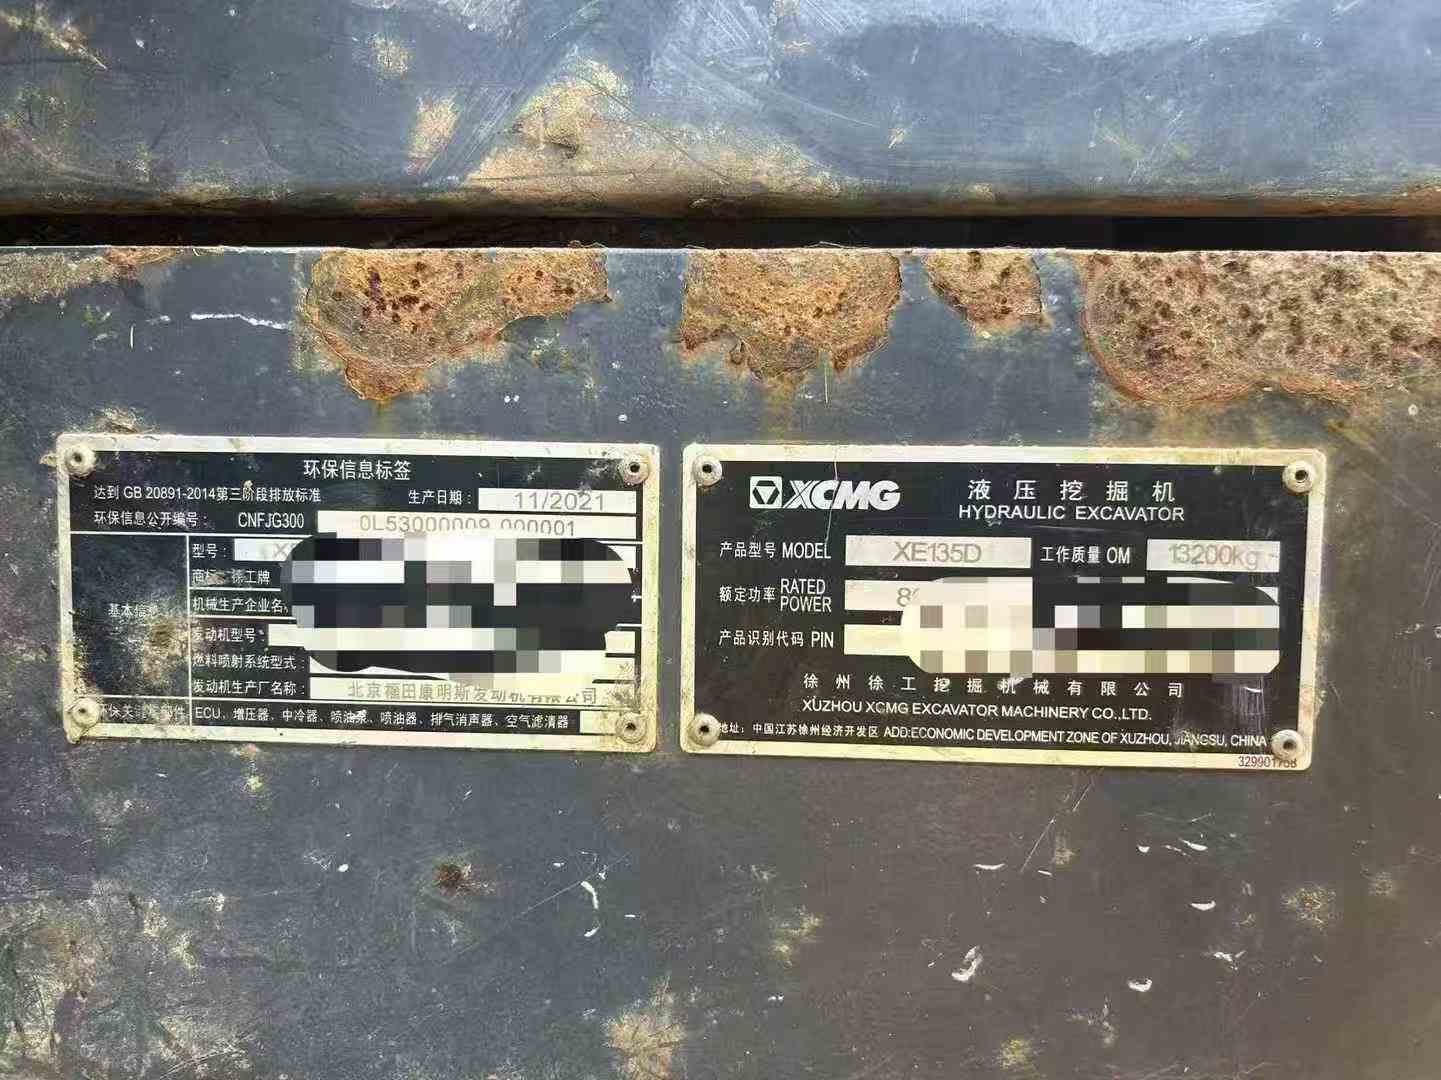 环保信息标签
达到 GB 20891-2014第三阶段排放标准 生产日期: 11/2021
环保信息公开编号: CNFJG300 0L53000009 000001
基本信息
型号: X
商标: 徐工牌
机械生产企业名
发动机型号:
燃料喷射系统型式:
发动机生产厂名称: 北京福田康明斯发动机有限公司
ECU、增压器、中冷器、喷油泵、喷油器、排气消声器、空气滤清器
XCMG 液压挖掘机
HYDRAULIC EXCAVATOR
产品型号 MODEL XE135D 工作质量 OM 13200kg
额定功率 RATED POWER 8
产品识别代码 PIN
徐州徐工挖掘机械有限公司
XUZHOU XCMG EXCAVATOR MACHINERY CO.,LTD.
地址: 中国江苏徐州经济开发区 ADD:ECONOMIC DEVELOPMENT ZONE OF XUZHOU, JIANGSU, CHINA